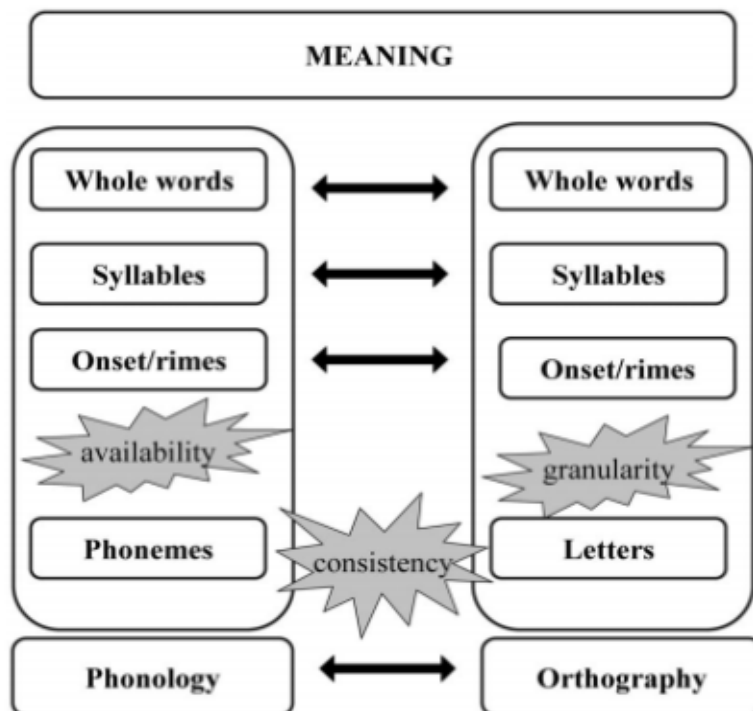 MEANING
Whole words
Whole words
Syllables
Syllables
Onset/rimes
Onset/rimes
availability
granularity
Phonemes
consistency
Letters
Phonology
Orthography